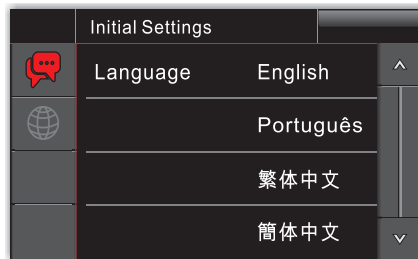 Initial Settings
Language English
Português
繁体中文
簡体中文